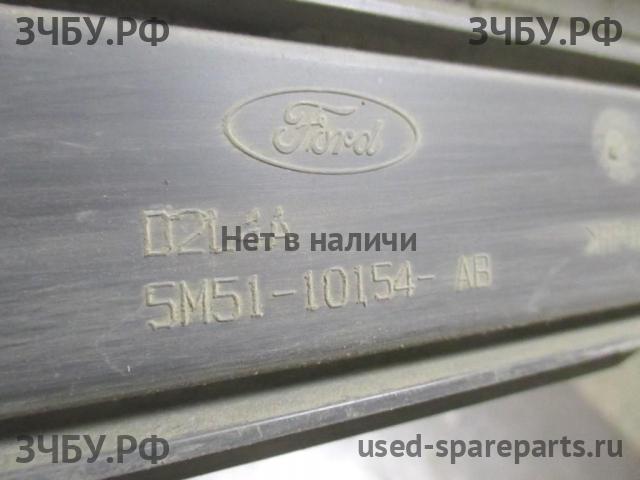 ЗЧБУ.РФ ЗЧБУ.РФ
Ford
Нет в наличи
5M51-10154- AB
ЗЧБУ.РФ used-spareparts.ru